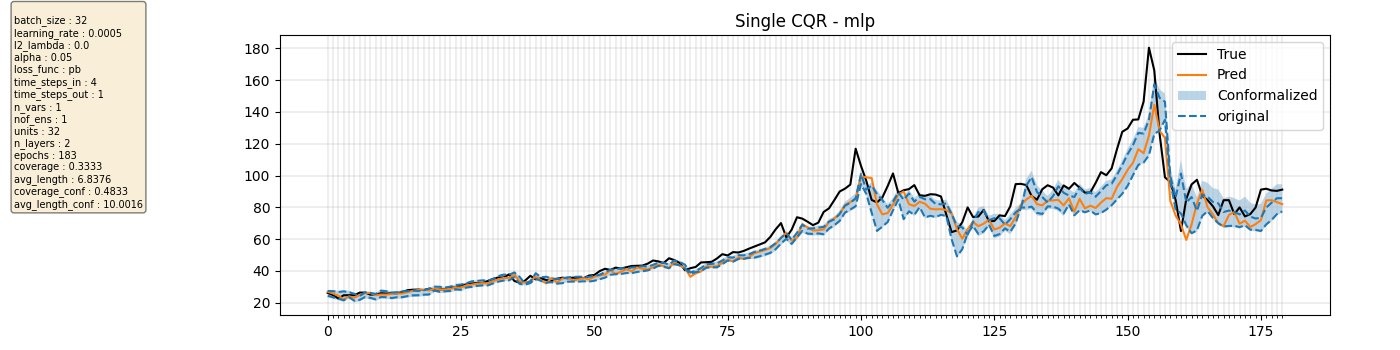 batch_size : 32
learning_rate : 0.0005
l2_lambda : 0.0
alpha : 0.05
loss_func : pb
time_steps_in : 4
time_steps_out : 1
n_vars : 1
nof_ens : 1
units : 32
n_layers : 2
epochs : 183
coverage : 0.3333
avg_length : 6.8376
coverage_conf : 0.4833
avg_length_conf : 10.0016
Single CQR - mlp
180
160
140
120
100
80
60
40
20
True
Pred
Conformalized
original
0 25 50 75 100 125 150 175